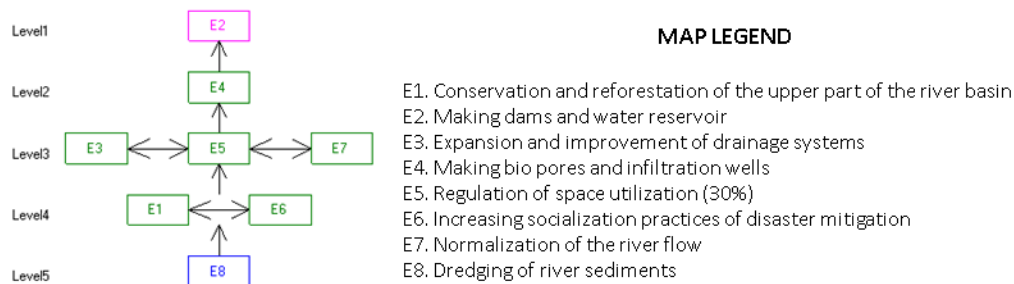 Level1
E2
Level2
E4
Level3
E3
E5
E7
Level4
E1
E6
Level5
E8
MAP LEGEND
E1. Conservation and reforestation of the upper part of the river basin
E2. Making dams and water reservoir
E3. Expansion and improvement of drainage systems
E4. Making bio pores and infiltration wells
E5. Regulation of space utilization (30%)
E6. Increasing socialization practices of disaster mitigation
E7. Normalization of the river flow
E8. Dredging of river sediments